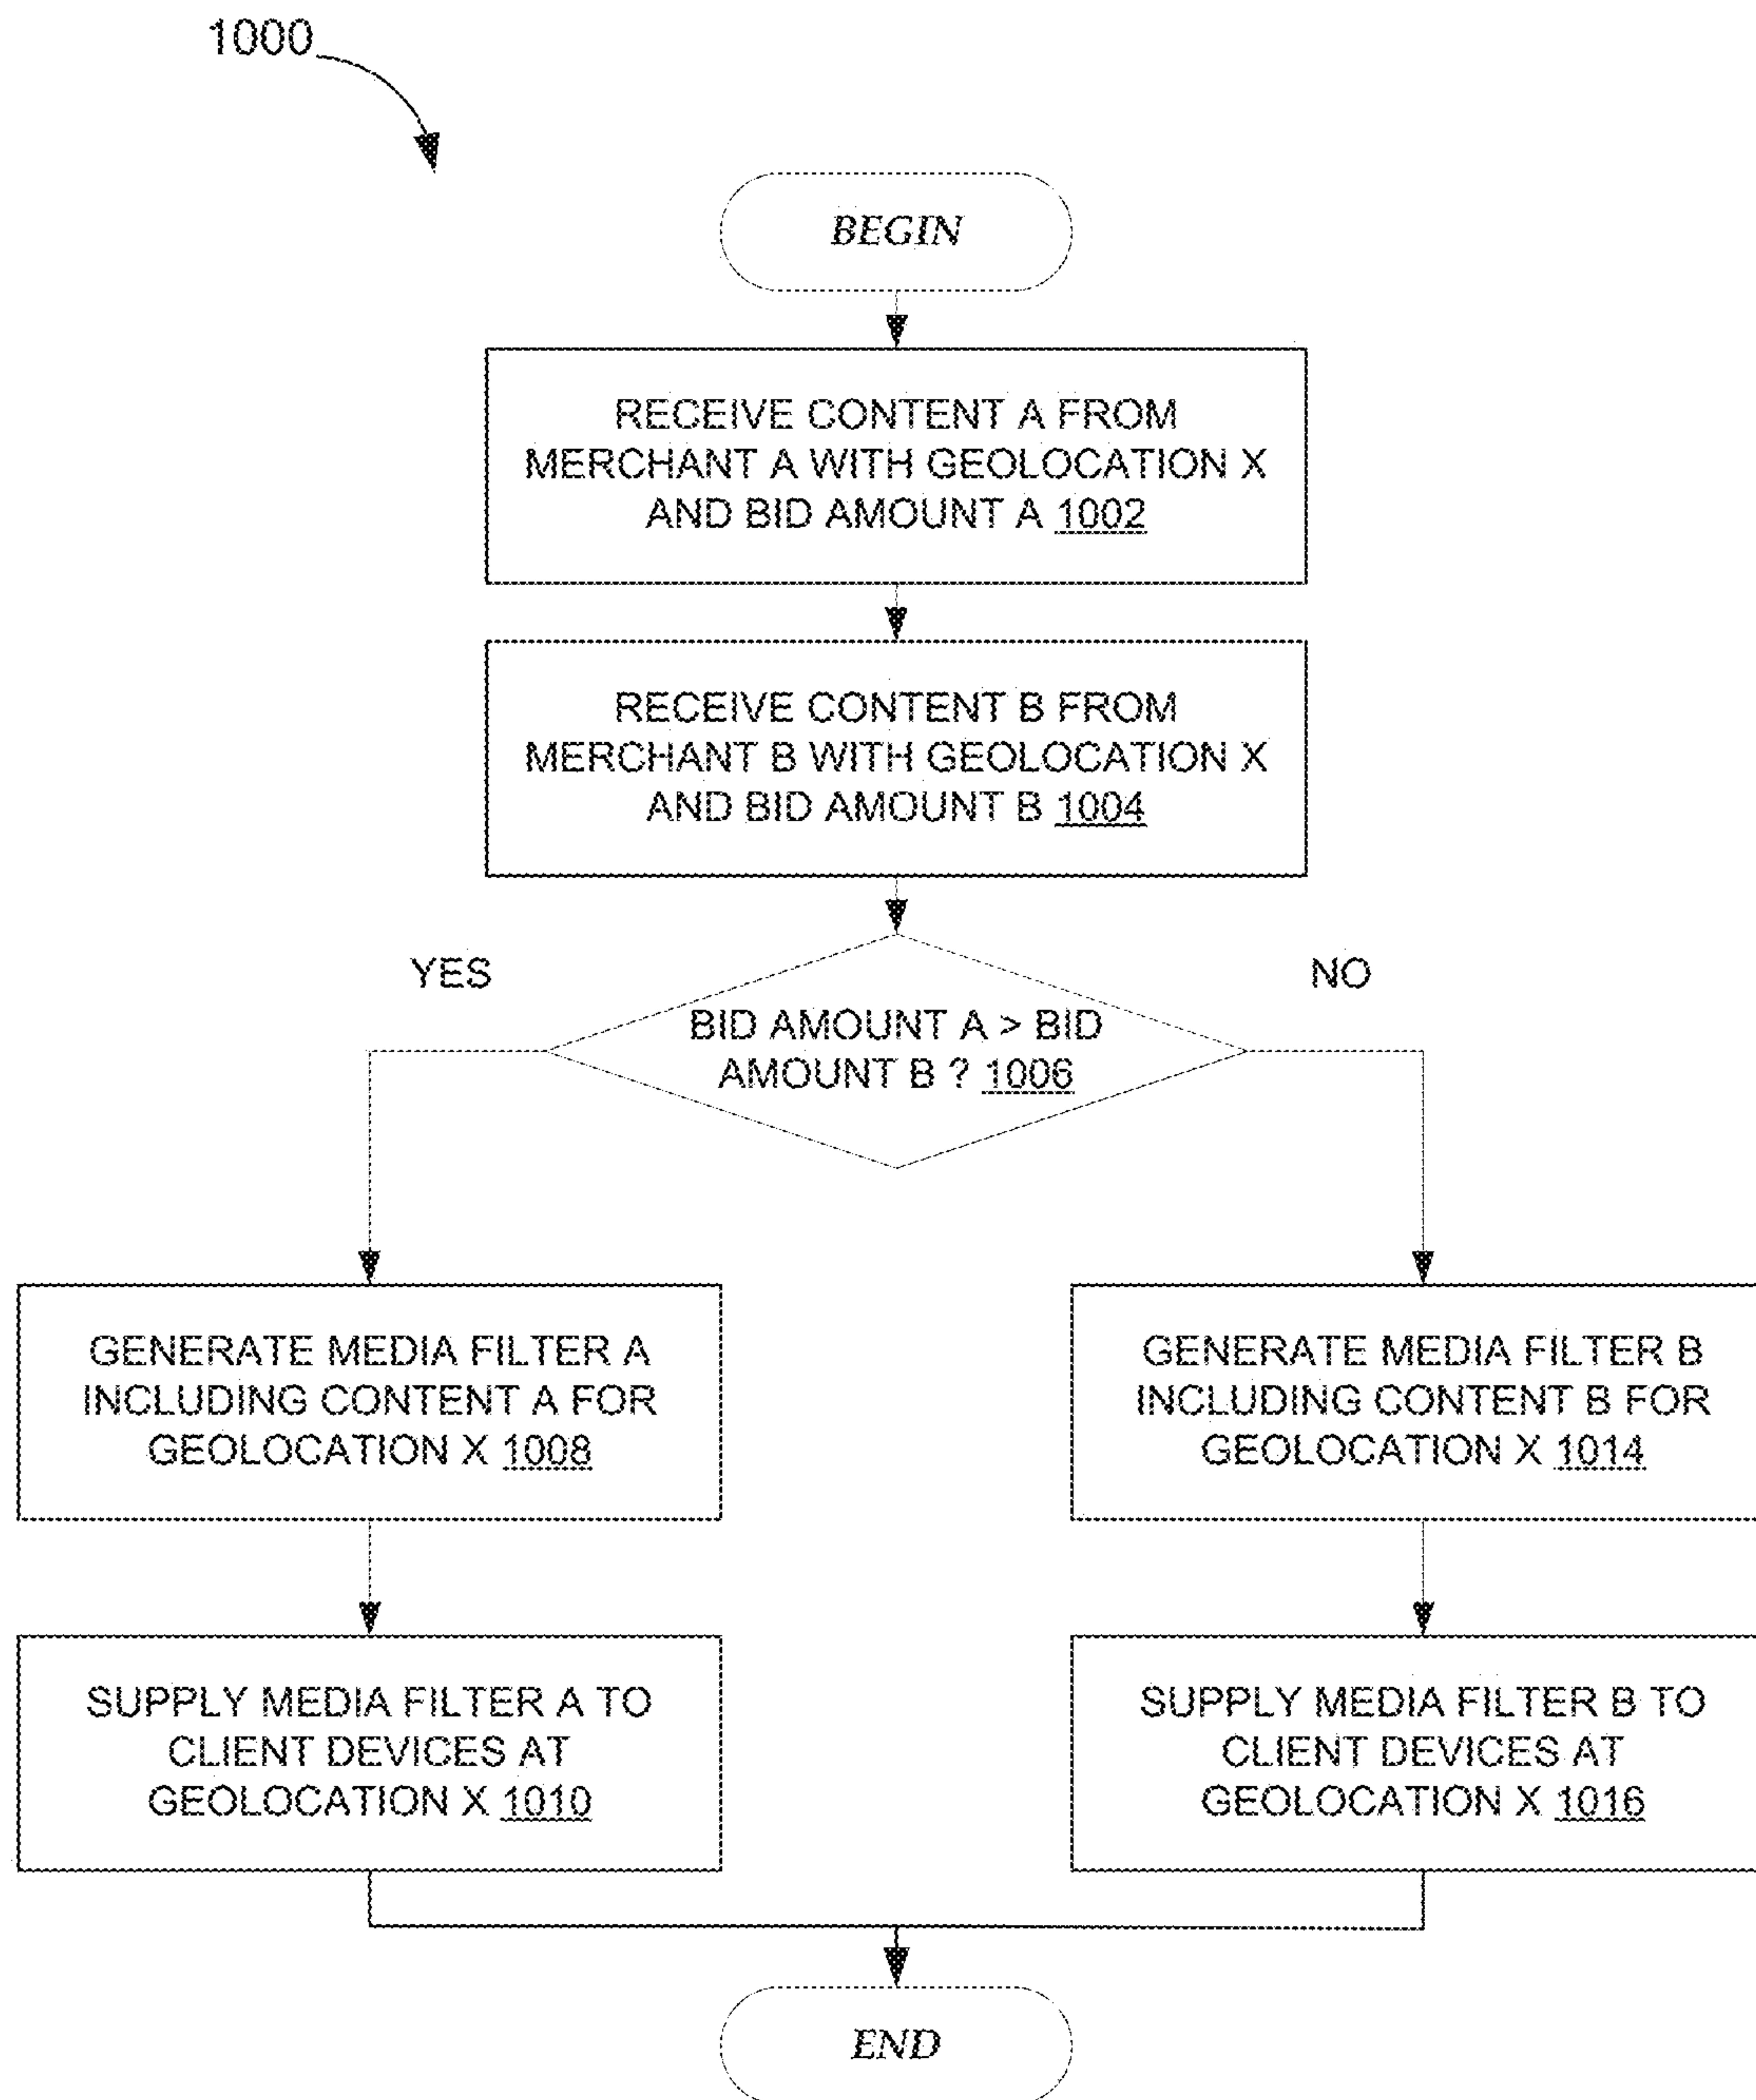 1000
BEGIN
RECEIVE CONTENT A FROM
MERCHANT A WITH GEOLOCATION X
AND BID AMOUNT A 1002
RECEIVE CONTENT B FROM
MERCHANT B WITH GEOLOCATION X
AND BID AMOUNT B 1004
YES
NO
BID AMOUNT A > BID
AMOUNT B ? 1006
GENERATE MEDIA FILTER A
INCLUDING CONTENT A FOR
GEOLOCATION X 1008
GENERATE MEDIA FILTER B
INCLUDING CONTENT B FOR
GEOLOCATION X 1014
SUPPLY MEDIA FILTER A TO
CLIENT DEVICES AT
GEOLOCATION X 1010
SUPPLY MEDIA FILTER B TO
CLIENT DEVICES AT
GEOLOCATION X 1016
END